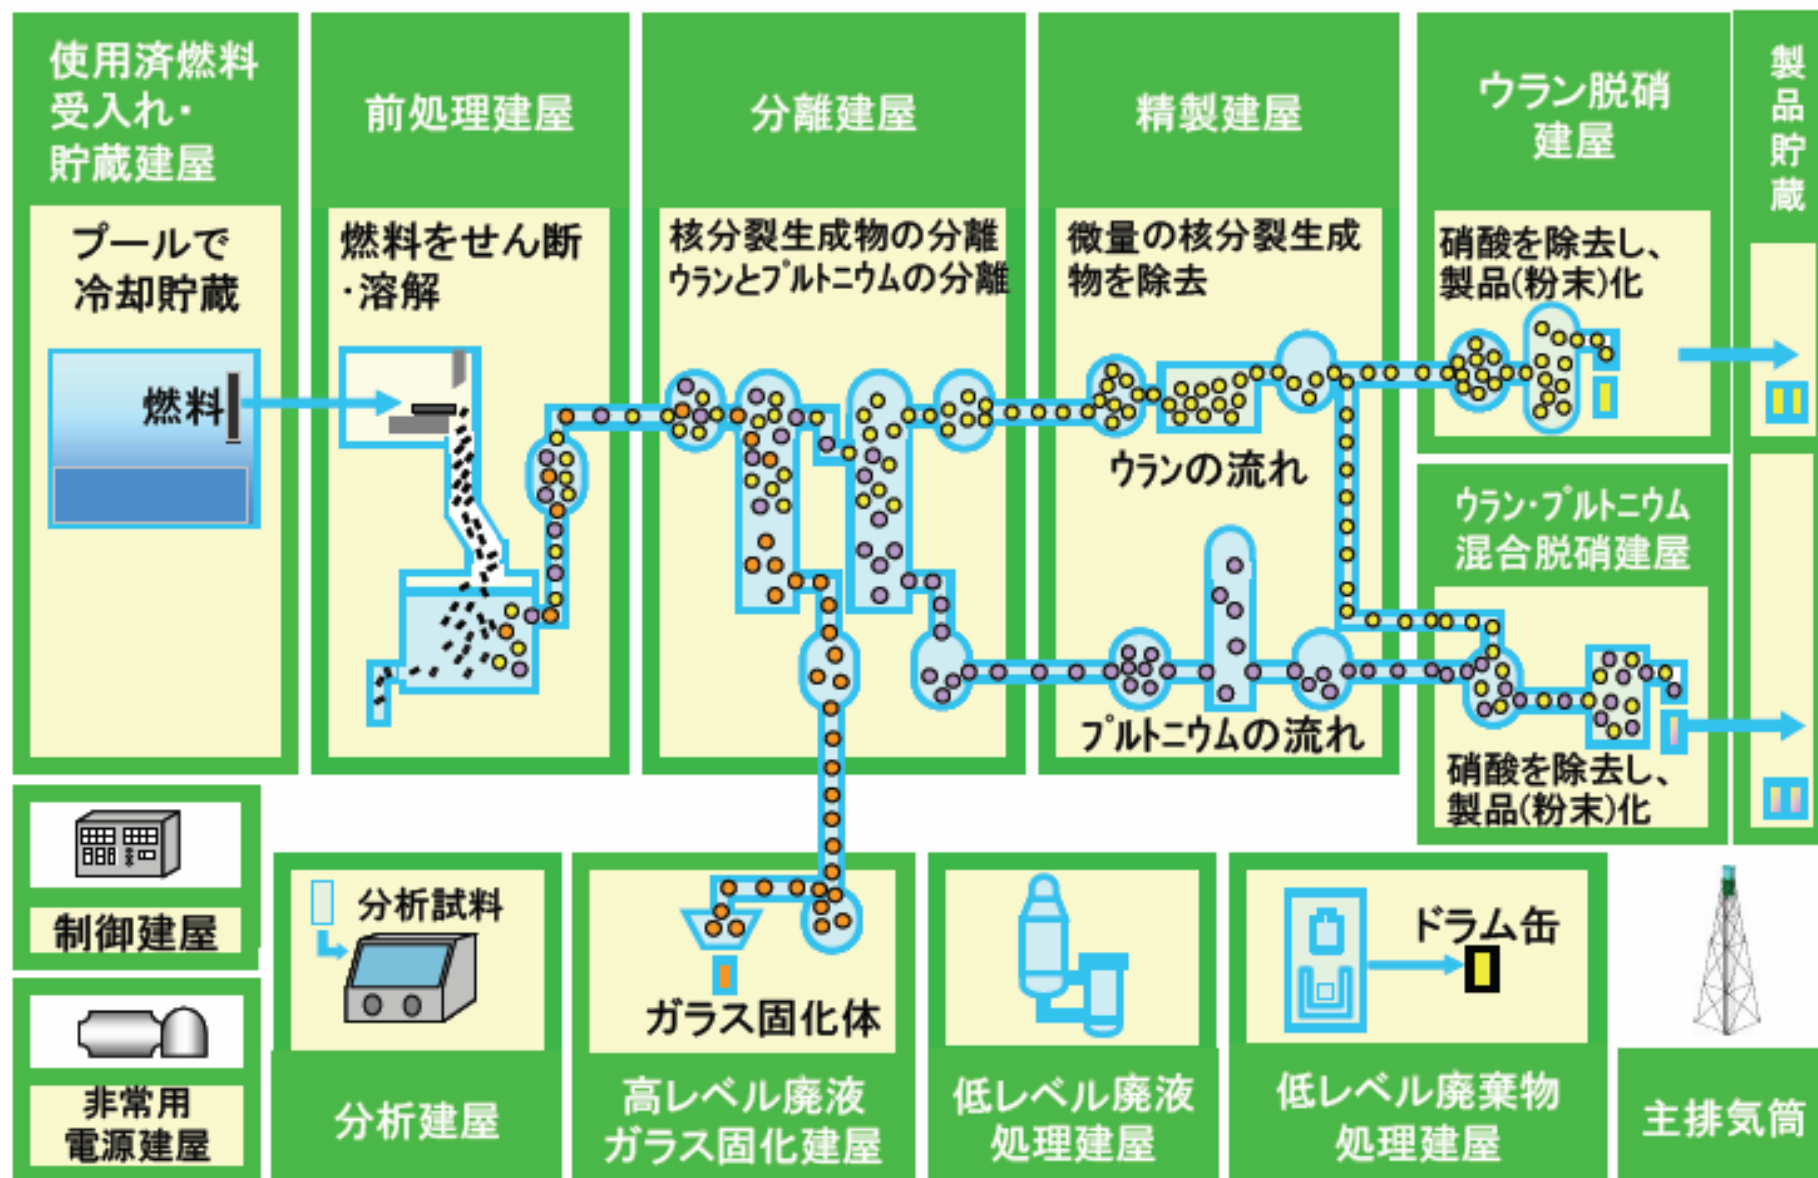 使用済燃料
受入れ・
貯蔵建屋
プールで
冷却貯蔵
燃料
前処理建屋
燃料をせん断
・溶解
分離建屋
核分裂生成物の分離
ウランとプルトニウムの分離
精製建屋
微量の核分裂生成
物を除去
ウランの流れ
プルトニウムの流れ
ウラン脱硝
建屋
硝酸を除去し、
製品(粉末)化
ウラン・プルトニウム
混合脱硝建屋
硝酸を除去し、
製品(粉末)化
製品貯蔵
制御建屋
非常用
電源建屋
分析試料
分析建屋
ガラス固化体
高レベル廃液
ガラス固化建屋
低レベル廃液
処理建屋
ドラム缶
低レベル廃棄物
処理建屋
主排気筒